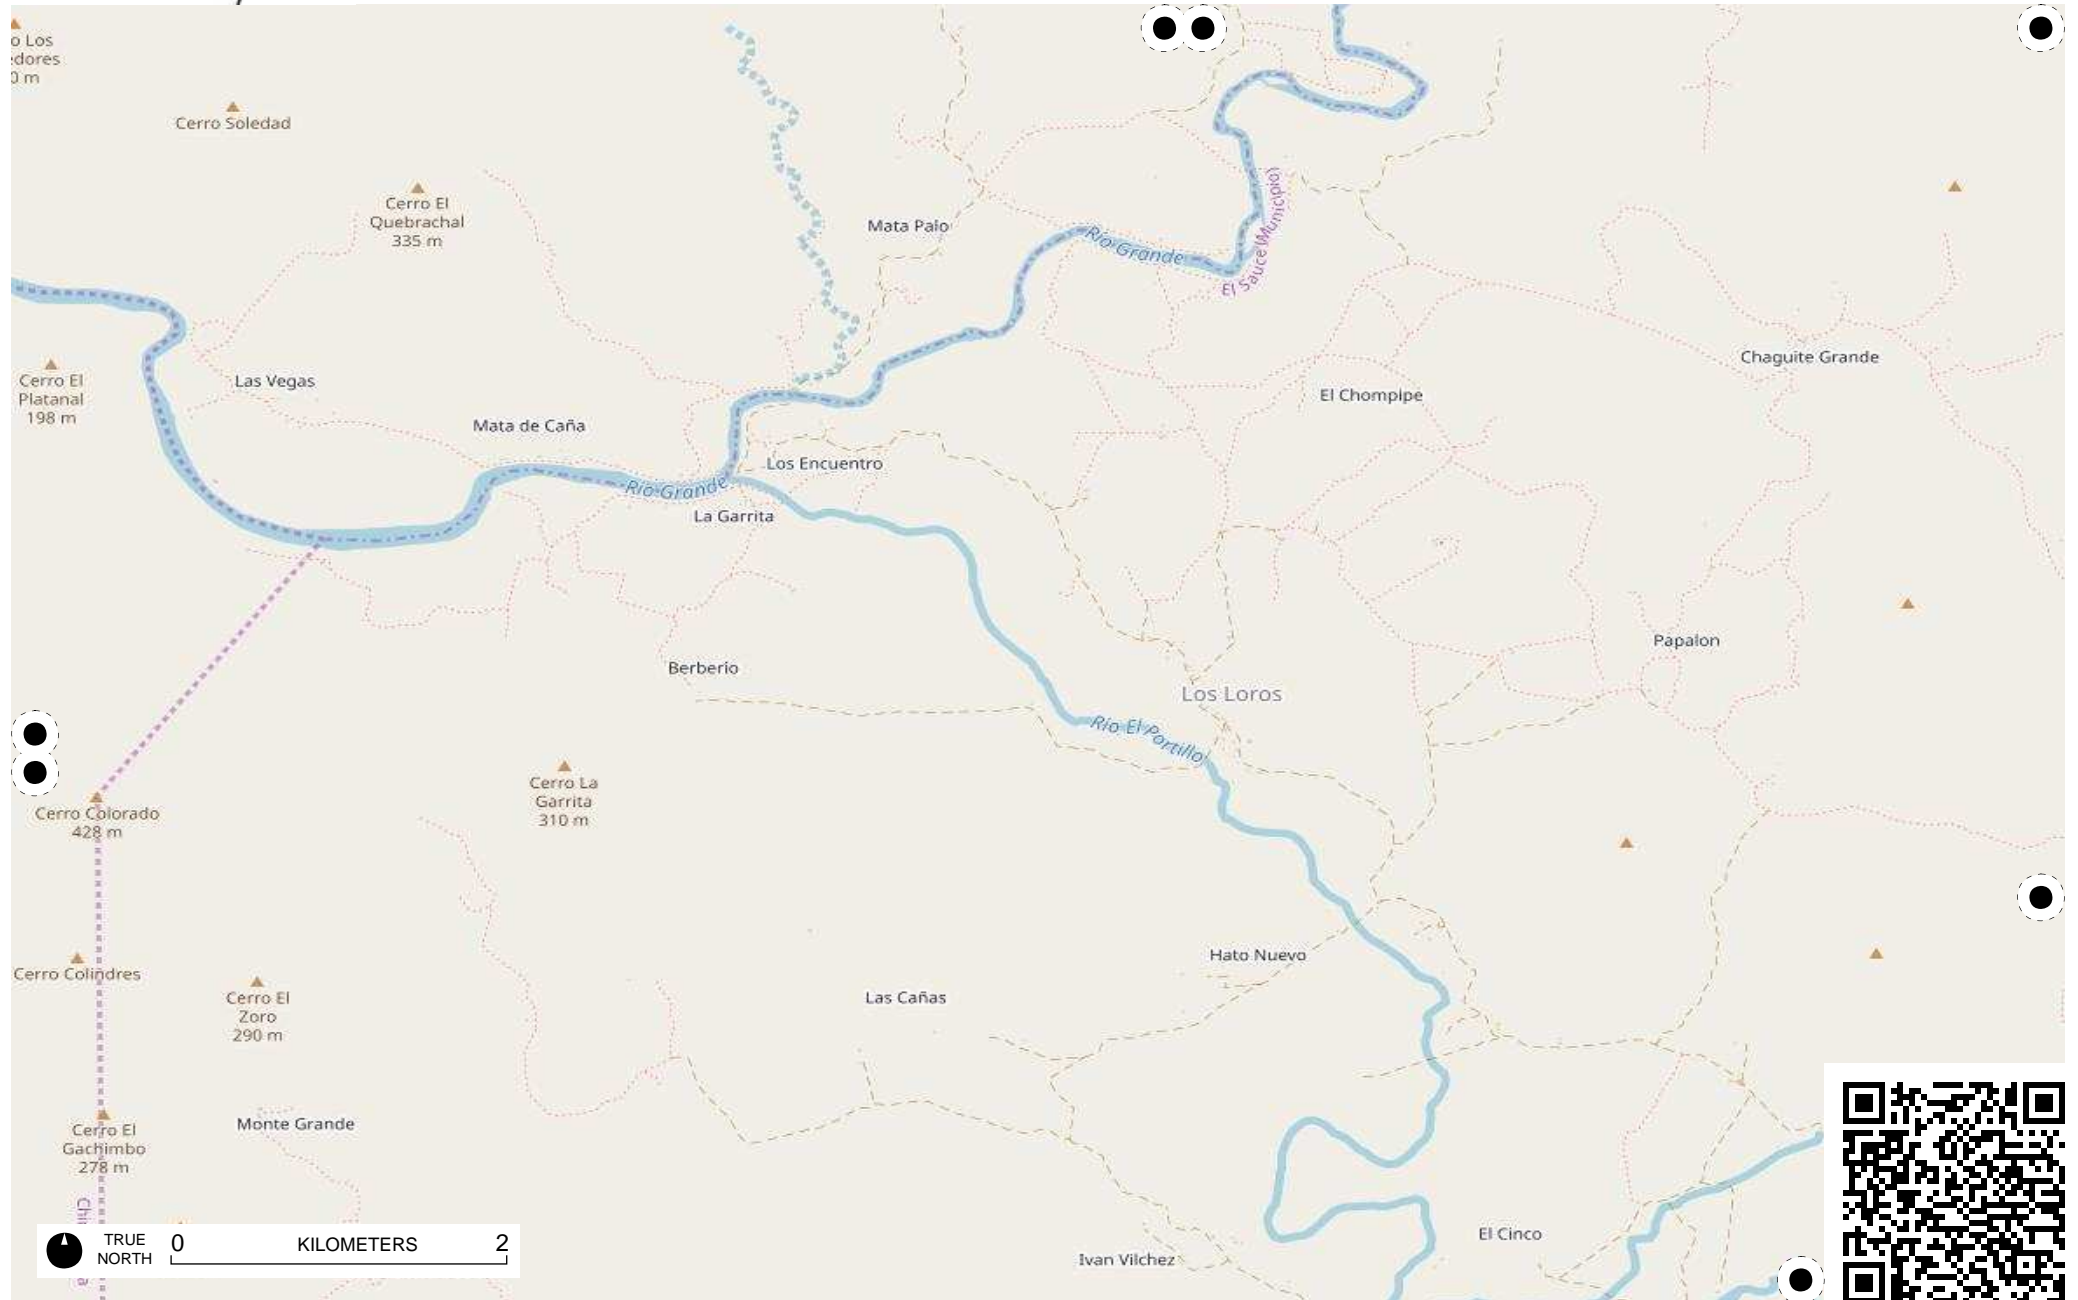 o Los
edores
0 m
Cerro Soledad
Cerro El
Quebrachal
335 m
Mata Palo
Río Grande
El Sauce (Municipio)
Cerro El
Platanal
198 m
Las Vegas
Chaguite Grande
El Chompipe
Mata de Caña
Los Encuentro
Río Grande
La Garrita
Papalon
Berberio
Los Loros
Río El Portillo
Cerro La
Garrita
310 m
Cerro Colorado
428 m
Hato Nuevo
Cerro Colindres
Cerro El
Zoro
290 m
Las Cañas
Monte Grande
Cerro El
Gachimbo
278 m
El Cinco
Ivan Vilchez
TRUE
NORTH
0 KILOMETERS 2